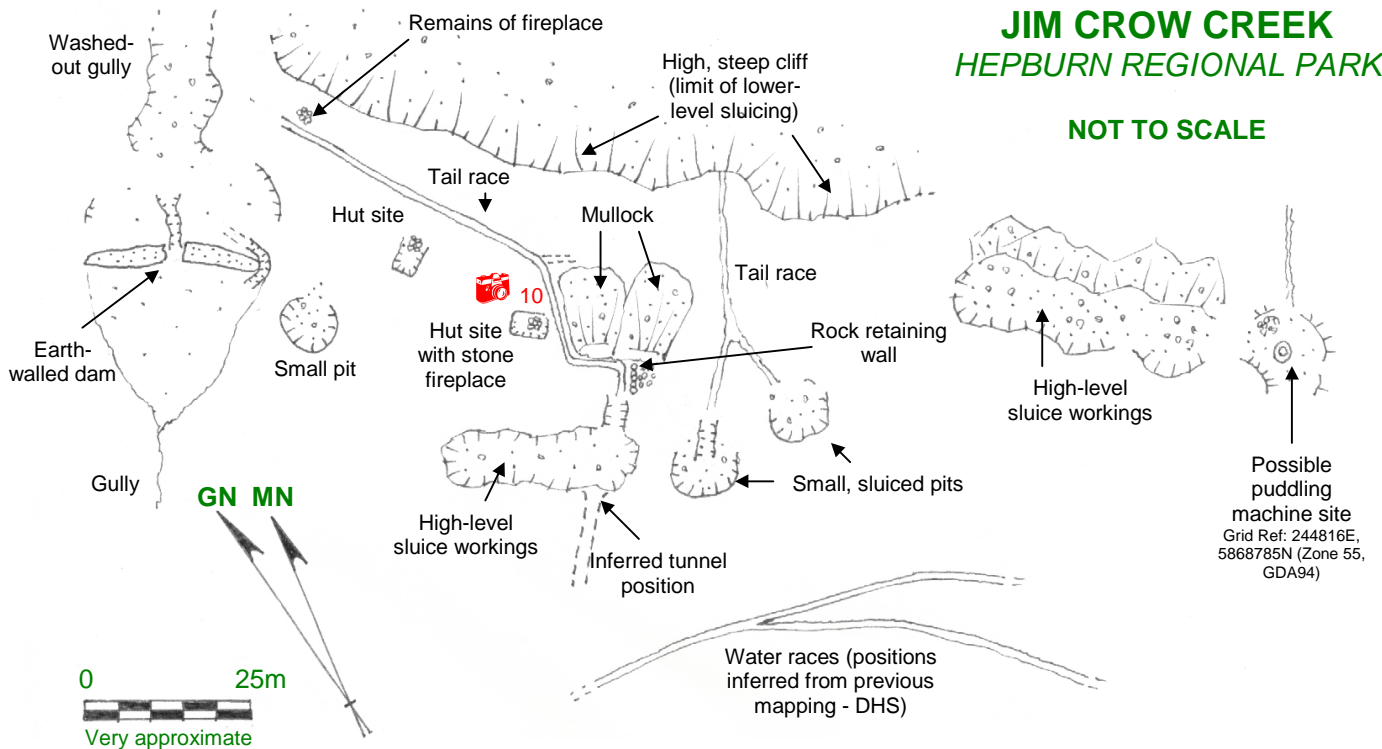 JIM CROW CREEK
HEPBURN REGIONAL PARK
NOT TO SCALE
Washed-
out gully
Remains of fireplace
High, steep cliff
(limit of lower-
level sluicing)
Tail race
Hut site
Mullock
Tail race
10
Earth-
walled dam
Small pit
Hut site
with stone
fireplace
Rock retaining
wall
High-level
sluice workings
Gully
GN MN
High-level
sluice workings
Inferred tunnel
position
Small, sluiced pits
Possible
puddling
machine site
Grid Ref: 244816E,
5868785N (Zone 55,
GDA94)
Water races (positions
inferred from previous
mapping - DHS)
0 25m
Very approximate